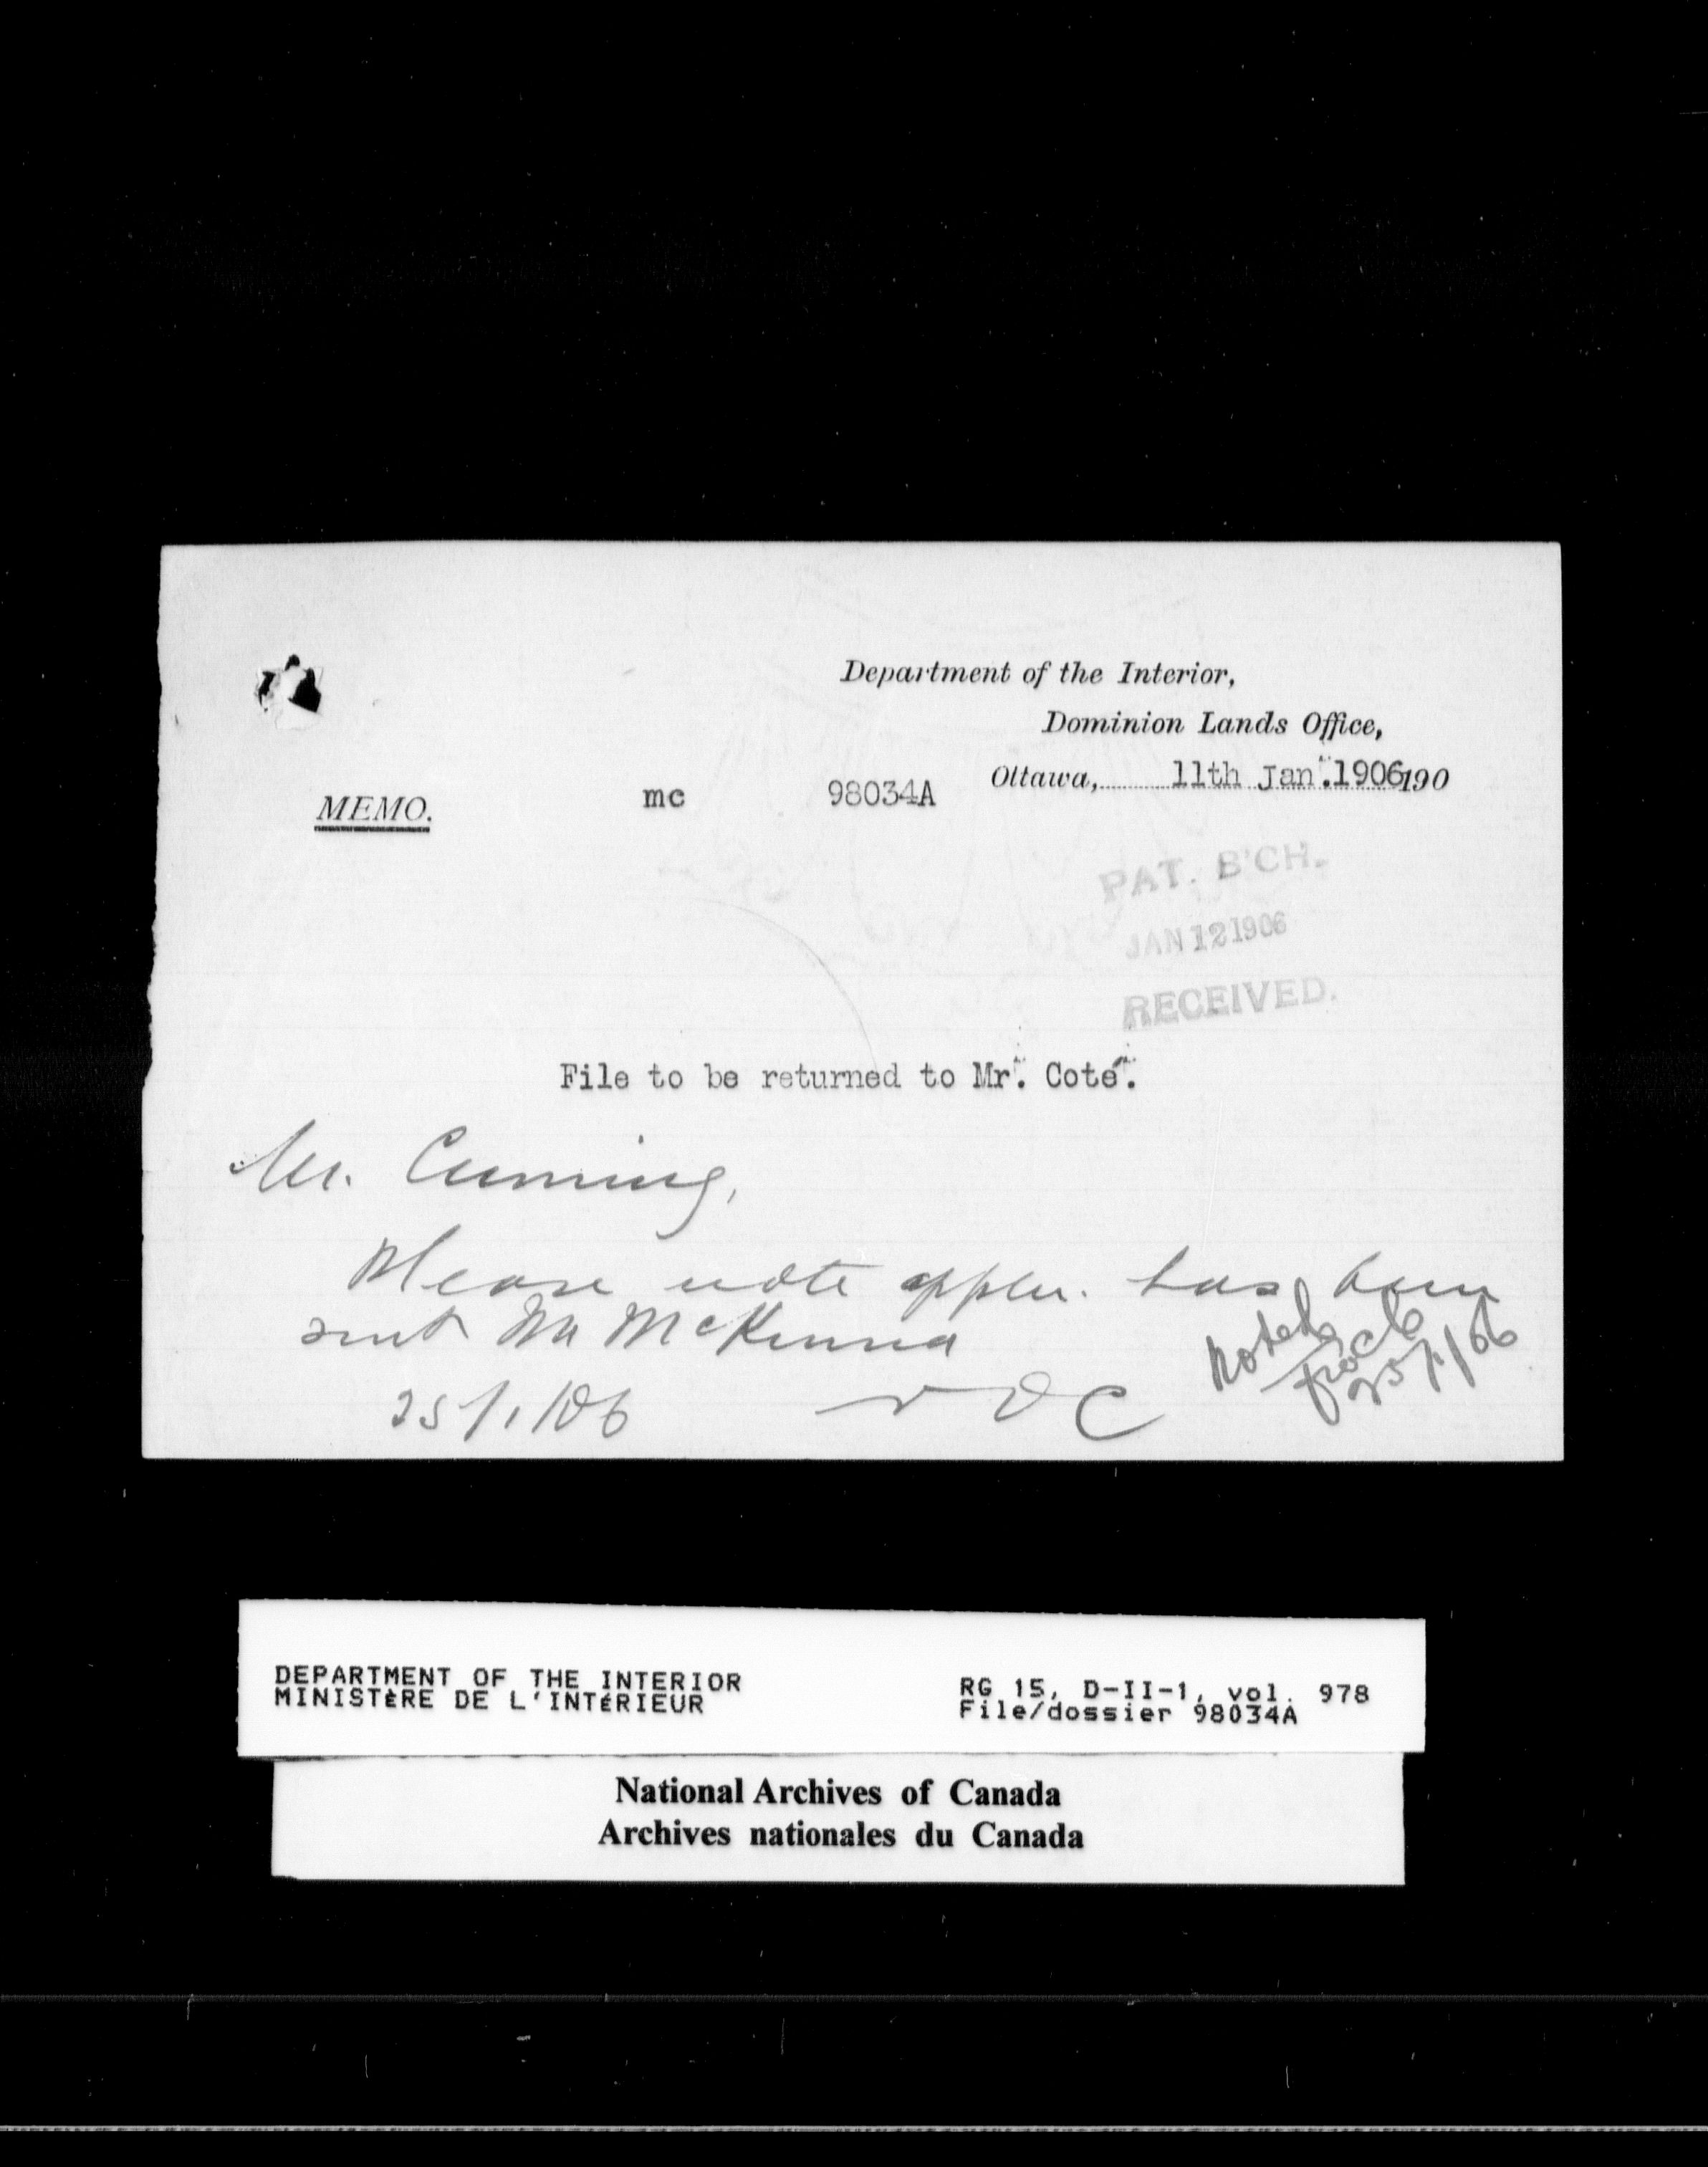 Department of the Interior,
Dominion Lands Office,
Ottawa, 11th Jan. 1906 190
MEMO.
mc 98034A
PAT. B'CH.
JAN 12 1906
RECEIVED.
File to be returned to Mr. Coté.
Mr. Cuming,
Please note applm. has been
sent Mr McKenna
25/1/06
Noted
25/1/06
DEPARTMENT OF THE INTERIOR
MINISTÈRE DE L'INTÉRIEUR
RG 15, D-II-1, vol. 978
File/dossier 98034A
National Archives of Canada
Archives nationales du Canada